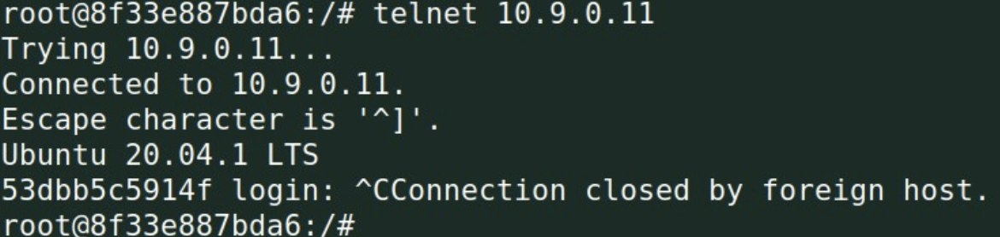 root@8f33e887bda6:/# telnet 10.9.0.11
Trying 10.9.0.11...
Connected to 10.9.0.11.
Escape character is '^]'.
Ubuntu 20.04.1 LTS
53dbb5c5914f login: ^CConnection closed by foreign host.
root@8f33e887bda6:/#